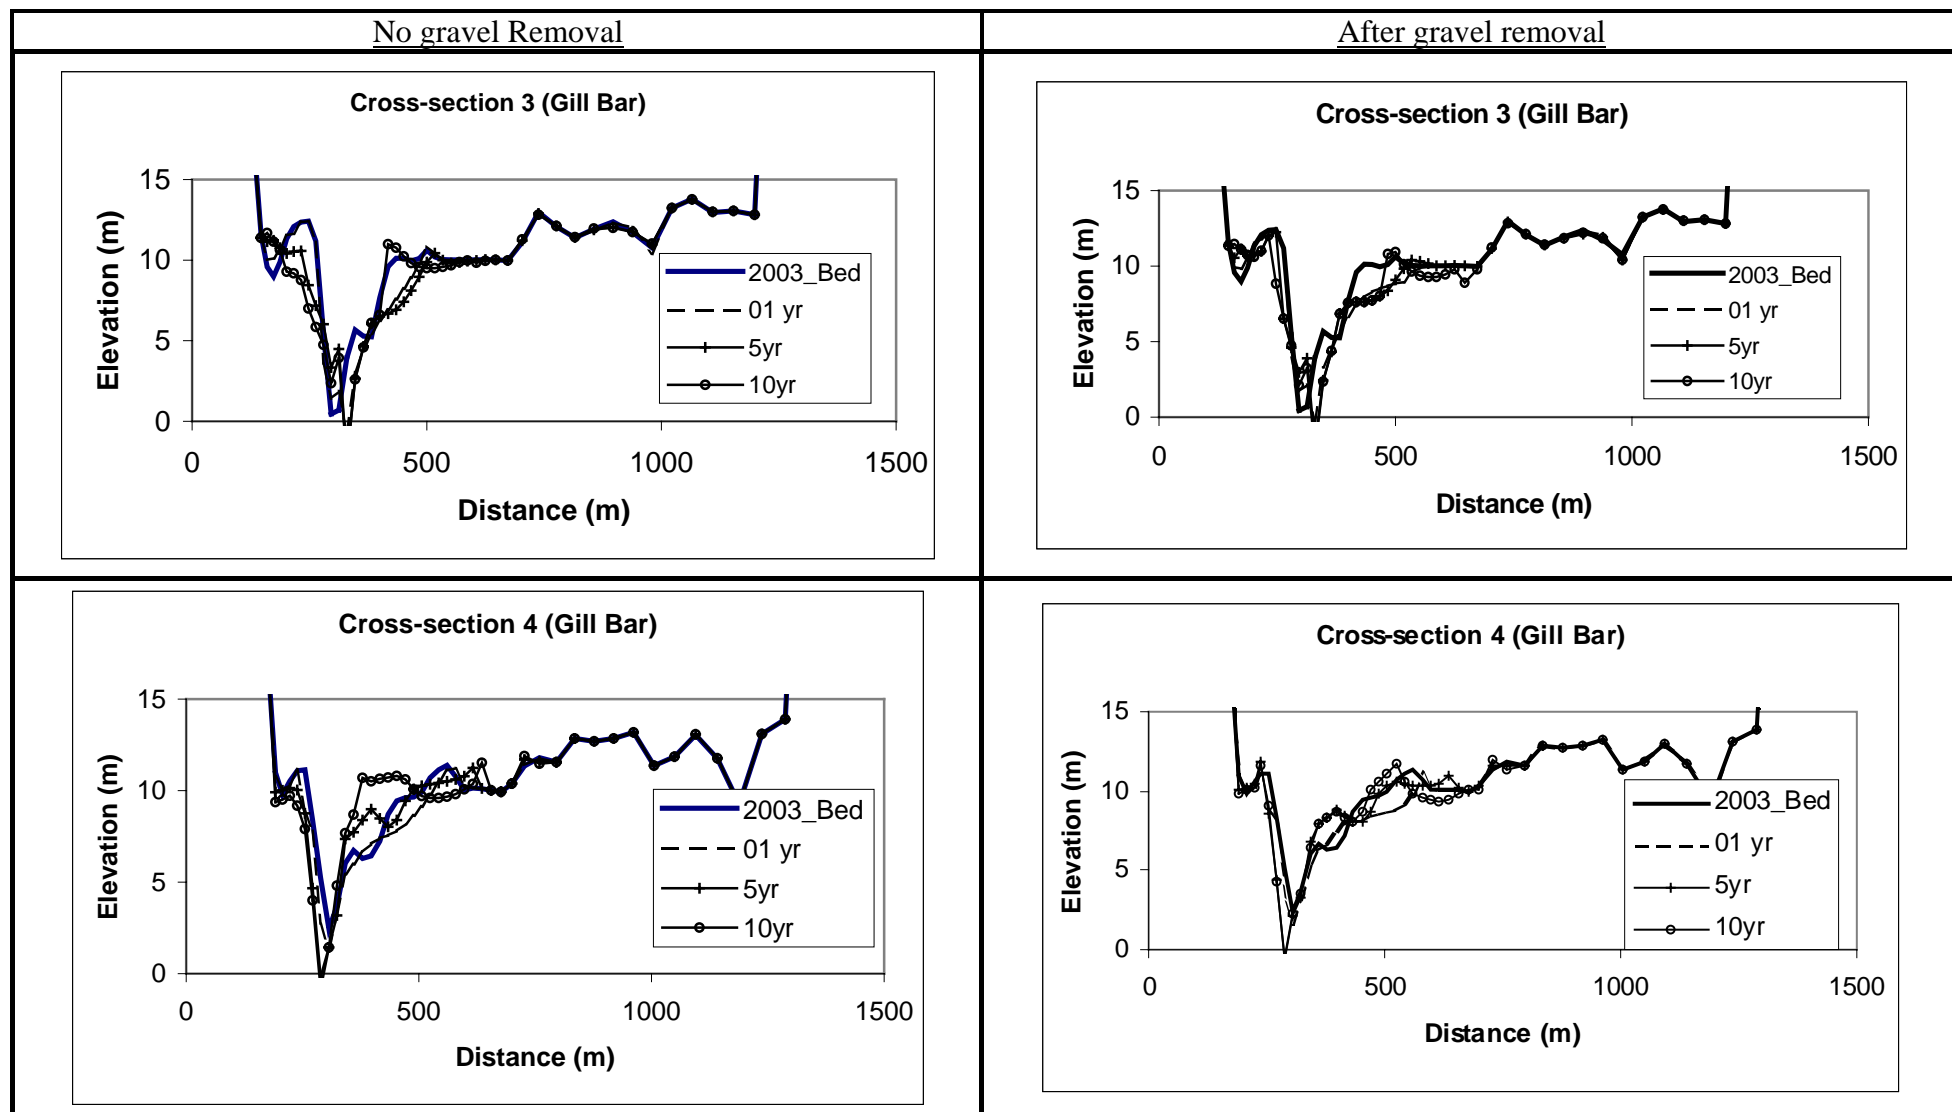 No gravel Removal
After gravel removal
Cross-section 3 (Gill Bar)
15
10
5
0
Elevation (m)
0 500 1000 1500
Distance (m)
2003_Bed
01 yr
5yr
10yr
Cross-section 3 (Gill Bar)
15
10
5
0
Elevation (m)
0 500 1000 1500
Distance (m)
2003_Bed
01 yr
5yr
10yr
Cross-section 4 (Gill Bar)
15
10
5
0
Elevation (m)
0 500 1000 1500
Distance (m)
2003_Bed
01 yr
5yr
10yr
Cross-section 4 (Gill Bar)
15
10
5
0
Elevation (m)
0 500 1000 1500
Distance (m)
2003_Bed
01 yr
5yr
10yr